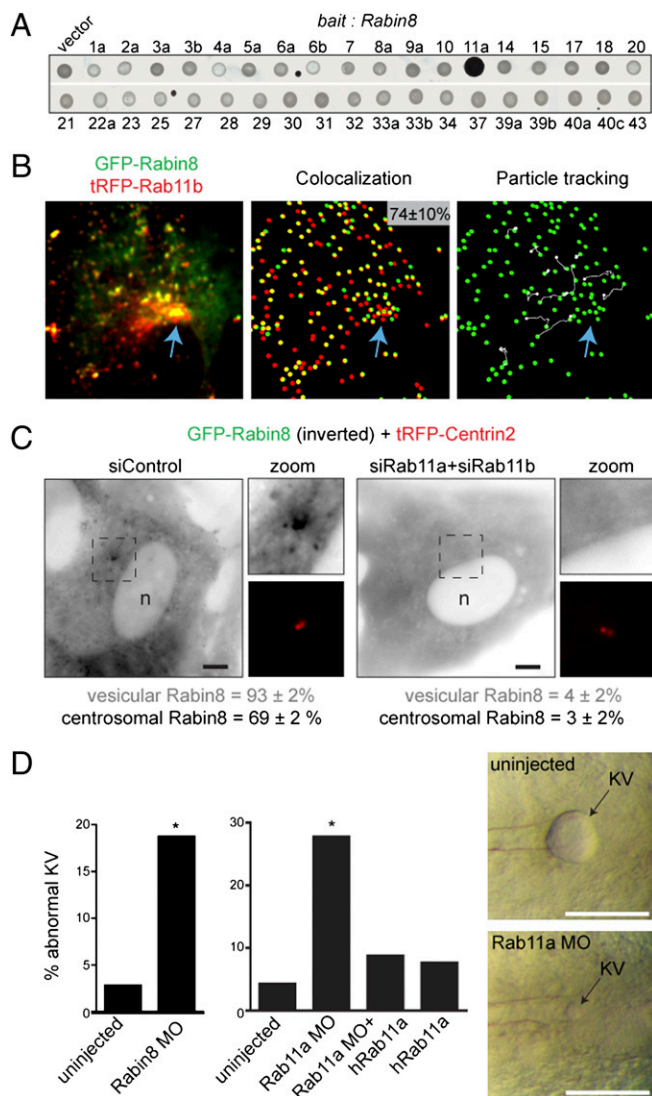 A
bait : Rabin8
vector 1a 2a 3a 3b 4a 5a 6a 6b 7 8a 9a 10 11a 14 15 17 18 20
21 22a 23 25 27 28 29 30 31 32 33a 33b 34 37 39a 39b 40a 40c 43
B
GFP-Rabin8
tRFP-Rab11b
Colocalization
Particle tracking
74±10%
C
GFP-Rabin8 (inverted) + tRFP-Centrin2
siControl
zoom
siRab11a+siRab11b
zoom
n
n
vesicular Rabin8 = 93 ± 2%
centrosomal Rabin8 = 69 ± 2 %
vesicular Rabin8 = 4 ± 2%
centrosomal Rabin8 = 3 ± 2%
D
% abnormal KV
20
15
10
5
0
*
uninjected
Rabin8 MO
30
20
10
0
*
uninjected
Rab11a MO
Rab11a MO+
hRab11a
hRab11a
uninjected
KV
Rab11a MO
KV